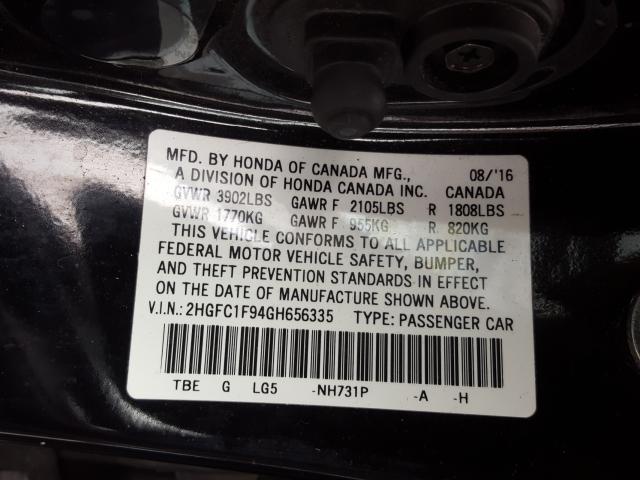 MFD. BY HONDA OF CANADA MFG., 08/'16
A DIVISION OF HONDA CANADA INC. CANADA
GVWR 3902LBS GAWR F 2105LBS R 1808LBS
GVWR 1770KG GAWR F 955KG R 820KG
THIS VEHICLE CONFORMS TO ALL APPLICABLE
FEDERAL MOTOR VEHICLE SAFETY, BUMPER,
AND THEFT PREVENTION STANDARDS IN EFFECT
ON THE DATE OF MANUFACTURE SHOWN ABOVE.
V.I.N.: 2HGFC1F94GH656335 TYPE: PASSENGER CAR
TBE G LG5 -NH731P -A -H